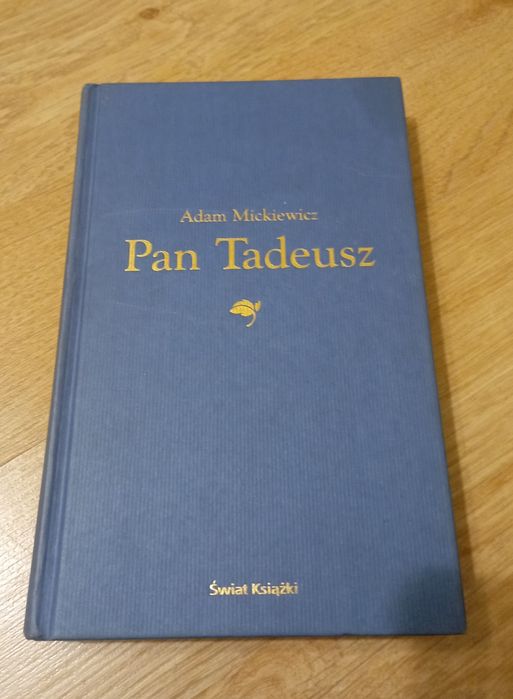 Adam Mickiewicz
Pan Tadeusz
Świat Książki